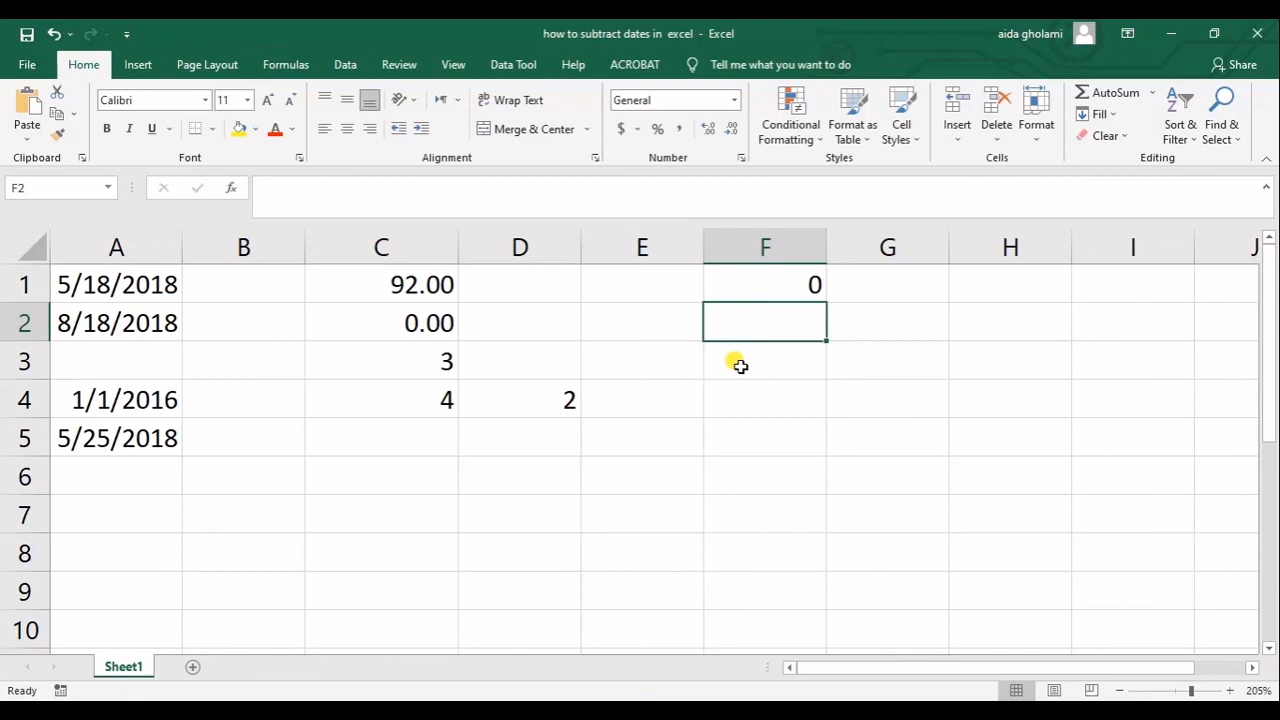 how to subtract dates in excel - Excel
aida gholami
File Home Insert Page Layout Formulas Data Review View Data Tool Help ACROBAT Tell me what you want to do Share
Paste
Calibri 11
B I U A
Wrap Text
Merge & Center
General
$ % ,
Conditional Formatting
Format as Table
Cell Styles
Insert
Delete
Format
AutoSum
Fill
Clear
Sort & Filter
Find & Select
Clipboard Font Alignment Number Styles Cells Editing
F2 fx
A B C D E F G H I J
1 5/18/2018 92.00 0
2 8/18/2018 0.00
3 3
4 1/1/2016 4 2
5 5/25/2018
6
7
8
9
10
Sheet1
Ready 205%